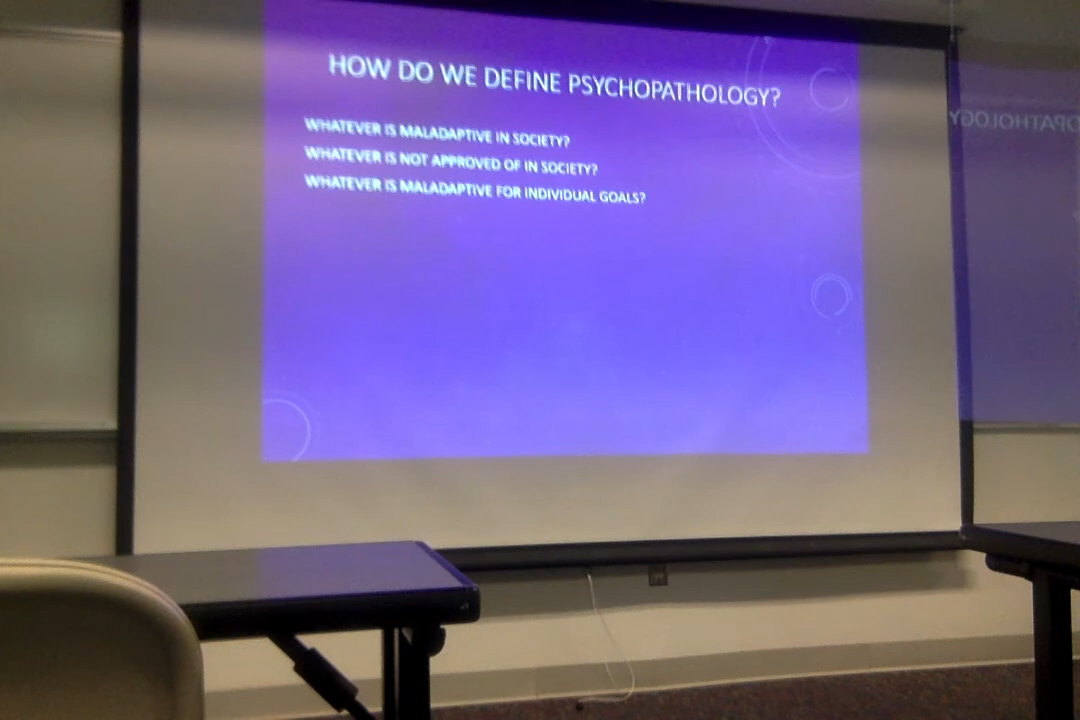 HOW DO WE DEFINE PSYCHOPATHOLOGY?
WHATEVER IS MALADAPTIVE IN SOCIETY?
WHATEVER IS NOT APPROVED OF IN SOCIETY?
WHATEVER IS MALADAPTIVE FOR INDIVIDUAL GOALS?
OPATHOLOGY